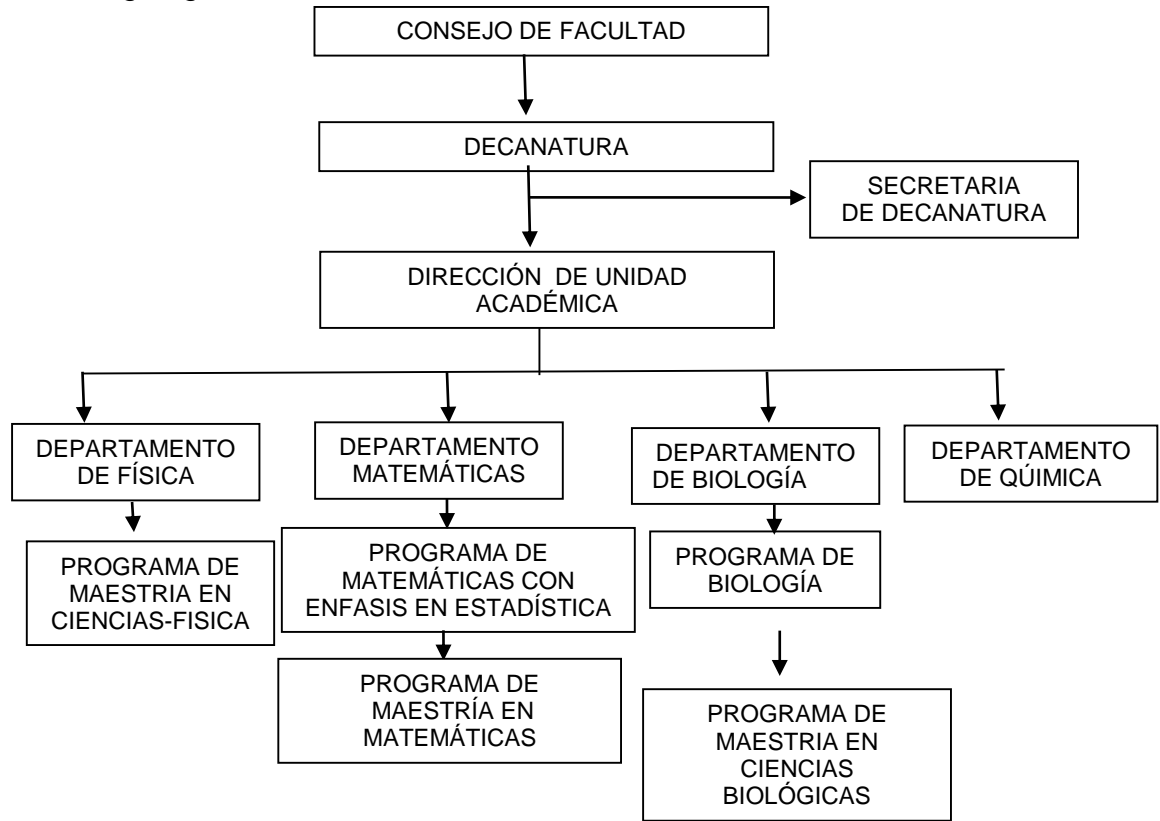 CONSEJO DE FACULTAD
DECANATURA
SECRETARIA
DE DECANATURA
DIRECCIÓN DE UNIDAD
ACADÉMICA
DEPARTAMENTO
DE FÍSICA
DEPARTAMENTO
MATEMÁTICAS
DEPARTAMENTO
DE BIOLOGÍA
DEPARTAMENTO
DE QÚIMICA
PROGRAMA DE
MAESTRIA EN
CIENCIAS-FISICA
PROGRAMA DE
MATEMÁTICAS CON
ENFASIS EN ESTADÍSTICA
PROGRAMA DE
BIOLOGÍA
PROGRAMA DE
MAESTRÍA EN
MATEMÁTICAS
PROGRAMA DE
MAESTRIA EN
CIENCIAS
BIOLÓGICAS